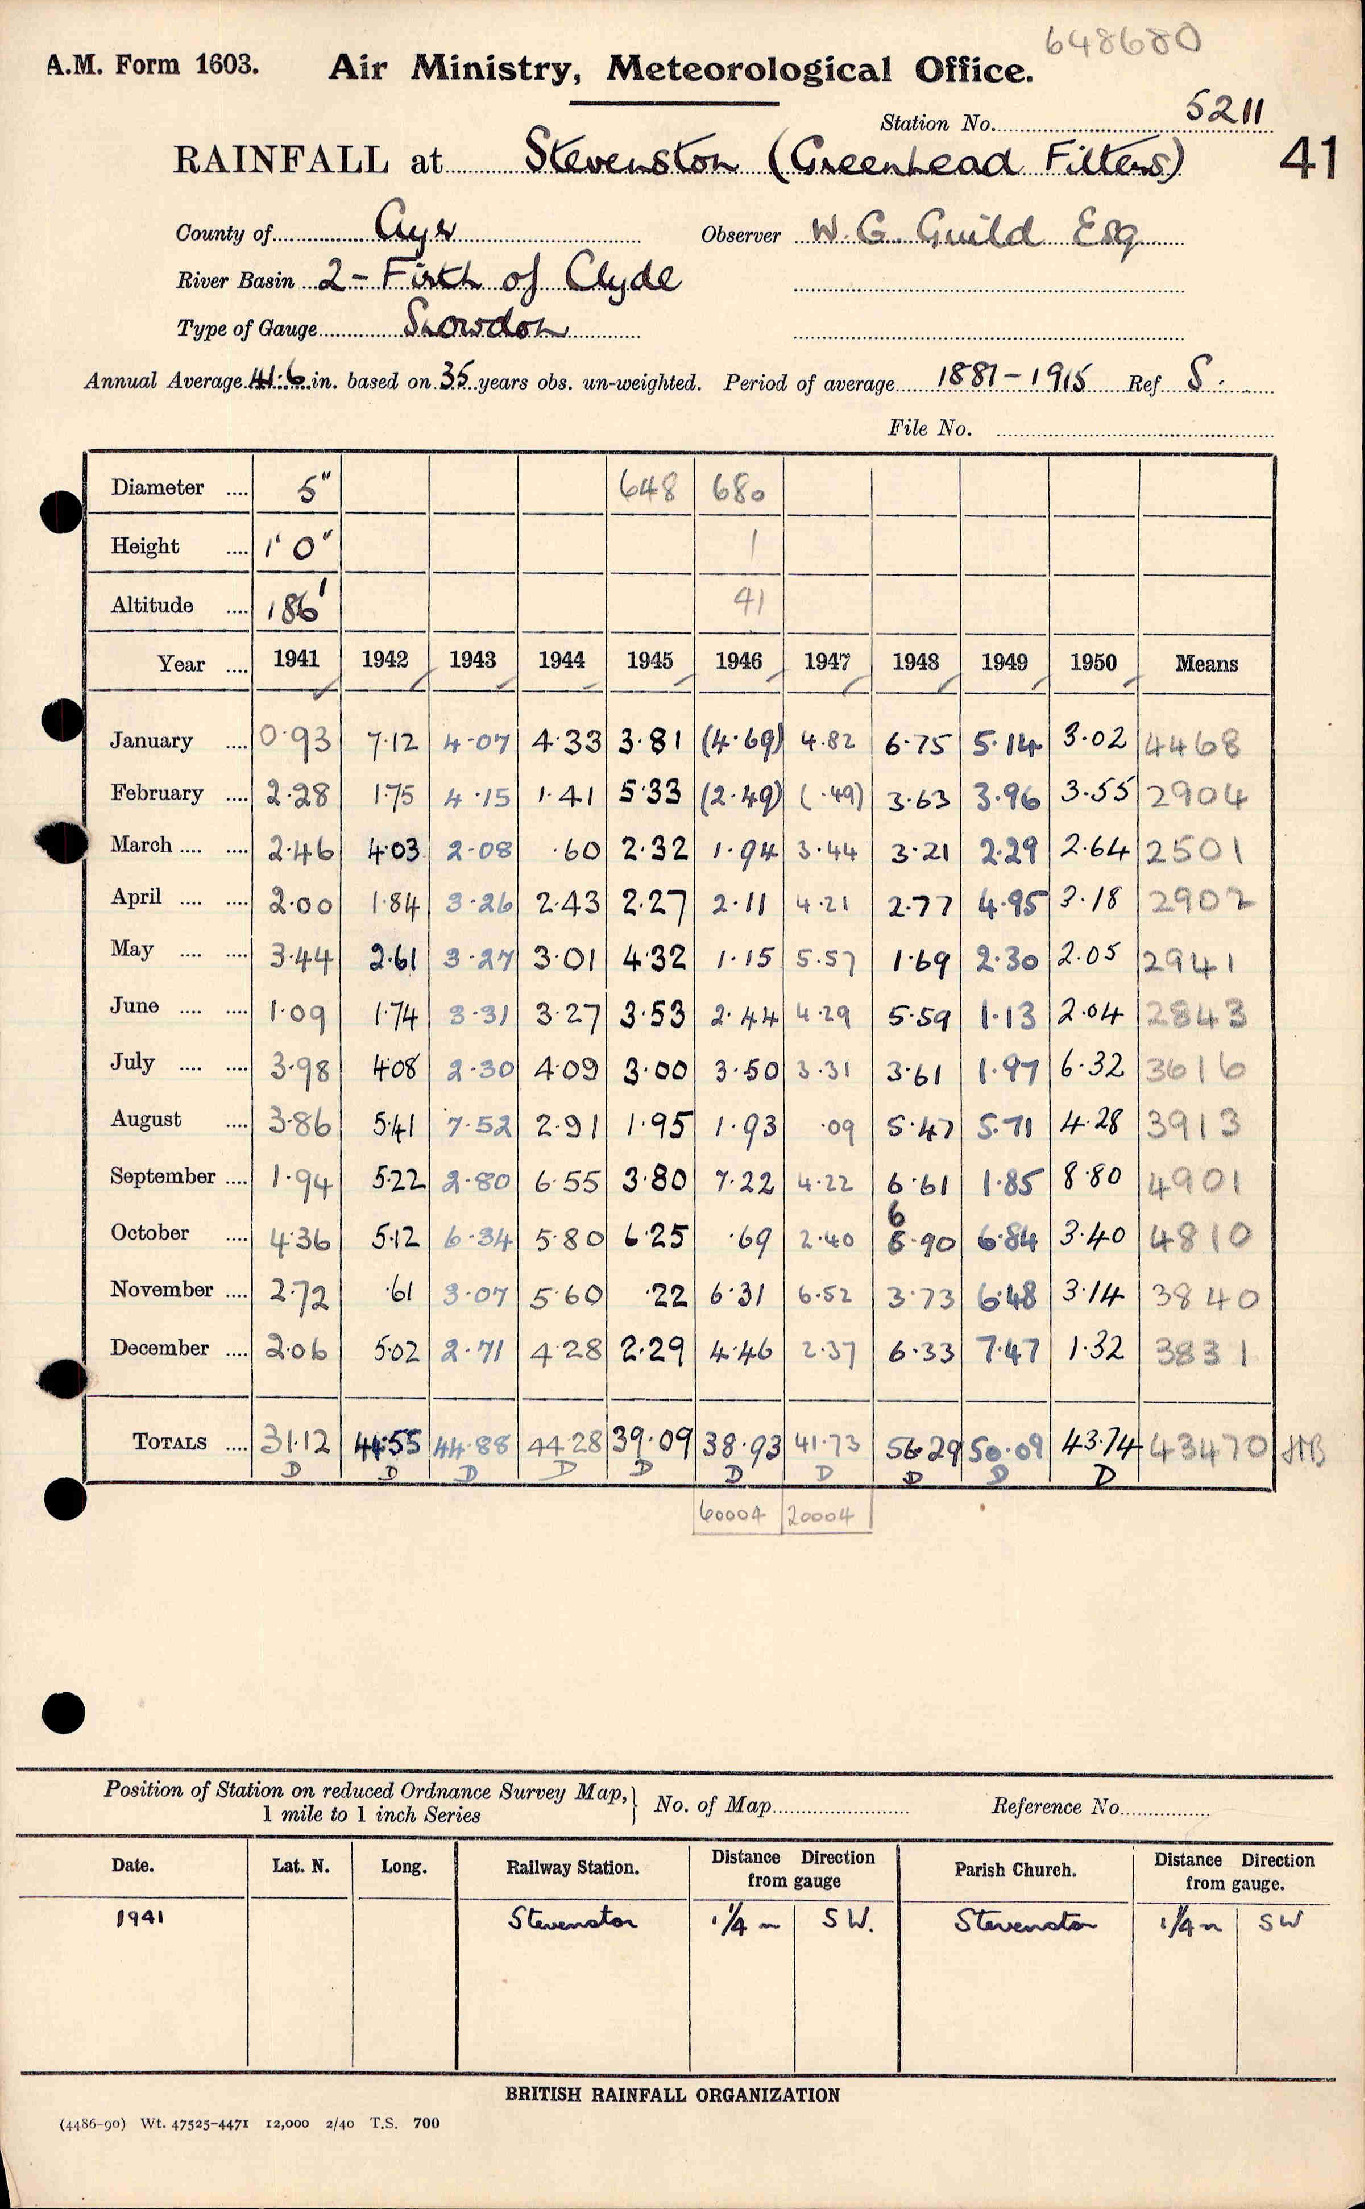 648680
A.M. Form 1603. Air Ministry, Meteorological Office.
Station No. 5211
RAINFALL at Stevenston (Greenhead Filters) 41
County of Ayr Observer W. G. Guild Esq
River Basin 2 - Firth of Clyde
Type of Gauge Snowdon
Annual Average 41.6 in. based on 35 years obs. un-weighted. Period of average 1881-1915 Ref S.
File No.
Diameter .... 5" 648 680
Height .... 1' 0" 1
Altitude .... 186' 41
Year .... 1941 1942 1943 1944 1945 1946 1947 1948 1949 1950 Means
January .... 0.93 7.12 4.07 4.33 3.81 (4.69) 4.82 6.75 5.14 3.02 4468
February .... 2.28 1.75 4.15 1.41 5.33 (2.49) (.49) 3.63 3.96 3.55 2904
March .... .... 2.46 4.03 2.08 .60 2.32 1.94 3.44 3.21 2.29 2.64 2501
April .... .... 2.00 1.84 3.26 2.43 2.27 2.11 4.21 2.77 4.95 3.18 2902
May .... .... 3.44 2.61 3.27 3.01 4.32 1.15 5.57 1.69 2.30 2.05 2941
June .... .... 1.09 1.74 3.31 3.27 3.53 2.44 4.29 5.59 1.13 2.04 2843
July .... .... 3.98 4.08 2.30 4.09 3.00 3.50 3.31 3.61 1.97 6.32 3616
August .... 3.86 5.41 7.52 2.91 1.95 1.93 .09 5.47 5.71 4.28 3913
September .... 1.94 5.22 2.80 6.55 3.80 7.22 4.22 6.61 1.85 8.80 4901
6
October .... 4.36 5.12 6.34 5.80 6.25 .69 2.40 6.90 6.84 3.40 4810
November .... 2.72 .61 3.07 5.60 .22 6.31 6.52 3.73 6.48 3.14 3840
December .... 2.06 5.02 2.71 4.28 2.29 4.46 2.37 6.33 7.47 1.32 3831
TOTALS .... 31.12 44.55 44.88 44.28 39.09 38.93 41.73 56.29 50.09 43.74 43470
D D D D D D D D D D
60004 20004
Position of Station on reduced Ordnance Survey Map,} No. of Map Reference No.
1 mile to 1 inch Series
Date. Lat. N. Long. Railway Station. Distance Direction from gauge Parish Church. Distance Direction from gauge.
1941 Stevenston 1¼ m SW. Stevenston 1¼ m SW
BRITISH RAINFALL ORGANIZATION
(4486-90) Wt. 47525-4471 12,000 2/40 T.S. 700